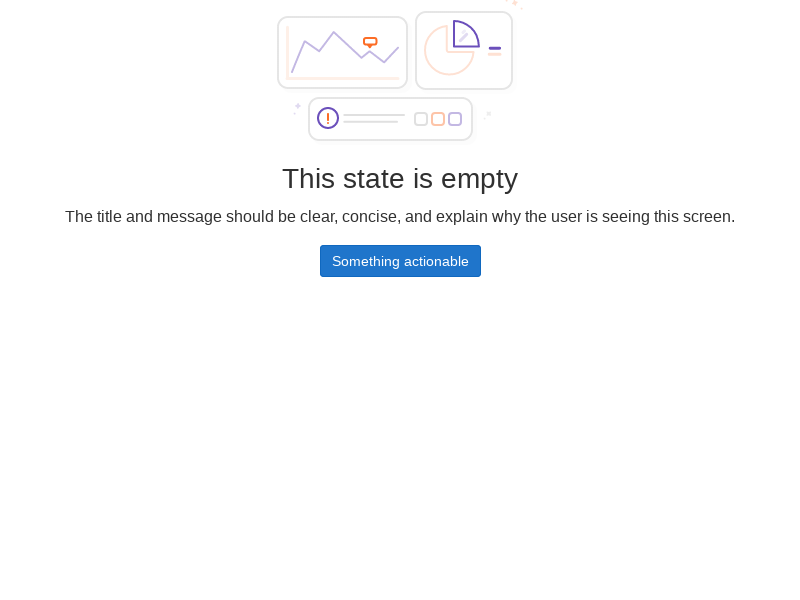 This state is empty
The title and message should be clear, concise, and explain why the user is seeing this screen.
Something actionable